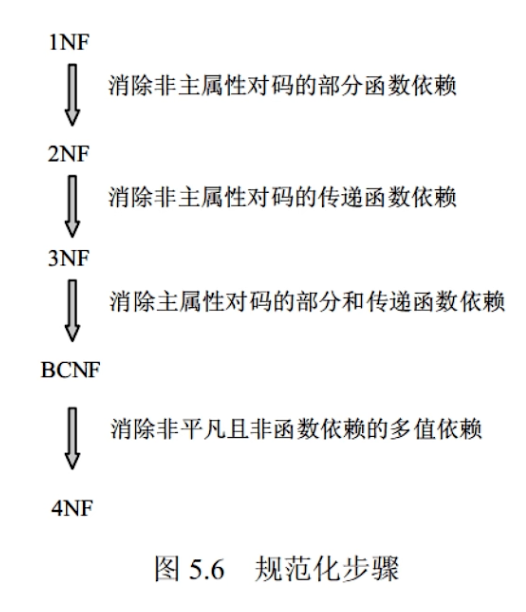 1NF
消除非主属性对码的部分函数依赖
2NF
消除非主属性对码的传递函数依赖
3NF
消除主属性对码的部分和传递函数依赖
BCNF
消除非平凡且非函数依赖的多值依赖
4NF
图 5.6 规范化步骤